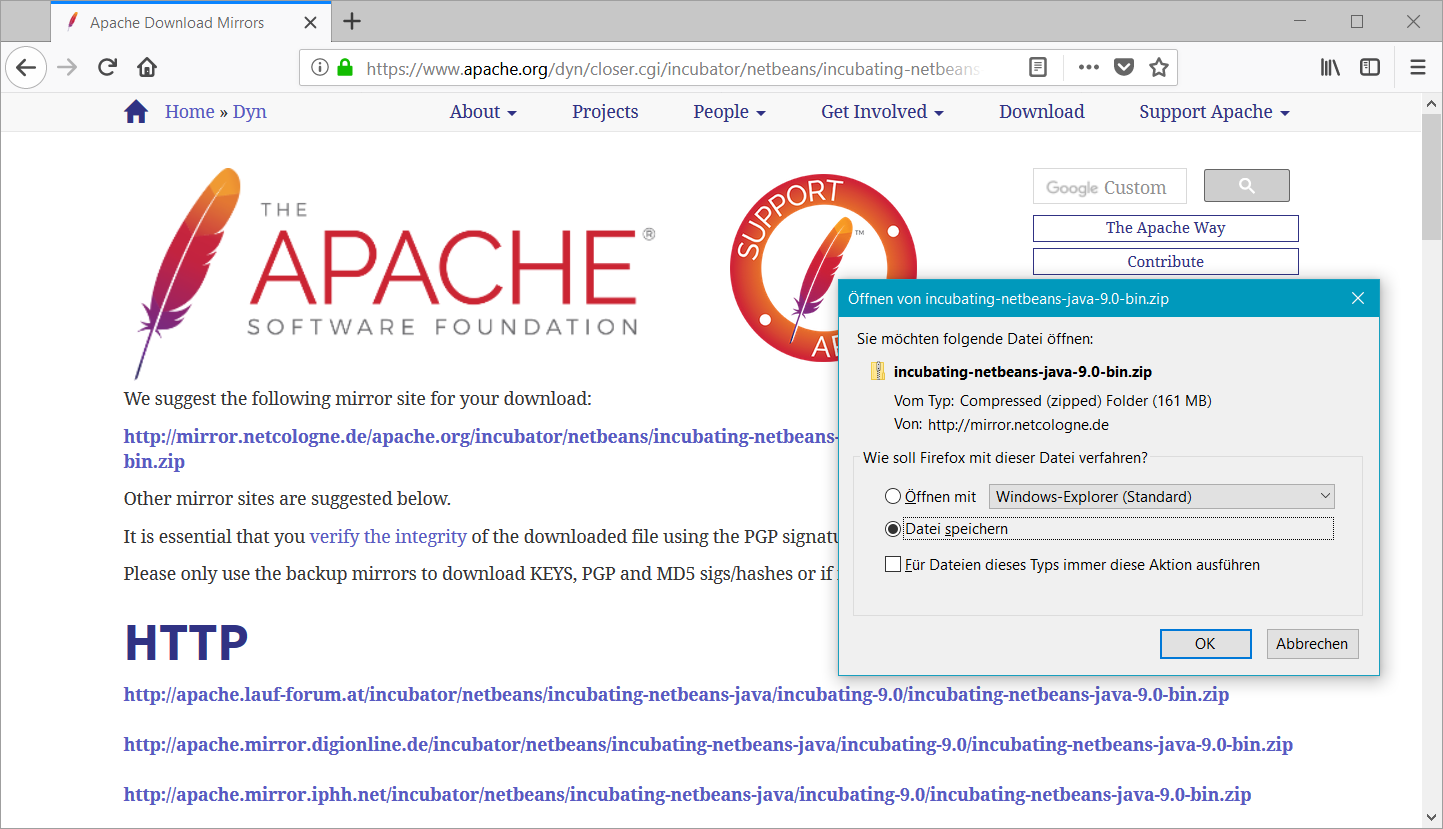 Apache Download Mirrors
https://www.apache.org/dyn/closer.cgi/incubator/netbeans/incubating-netbeans
Home » Dyn
About
Projects
People
Get Involved
Download
Support Apache
THE
APACHE®
SOFTWARE FOUNDATION
SUPPORT
TM
AP
Google Custom
The Apache Way
Contribute
We suggest the following mirror site for your download:
http://mirror.netcologne.de/apache.org/incubator/netbeans/incubating-netbeans-
bin.zip
Other mirror sites are suggested below.
It is essential that you verify the integrity of the downloaded file using the PGP signatu
Please only use the backup mirrors to download KEYS, PGP and MD5 sigs/hashes or if
HTTP
http://apache.lauf-forum.at/incubator/netbeans/incubating-netbeans-java/incubating-9.0/incubating-netbeans-java-9.0-bin.zip
http://apache.mirror.digionline.de/incubator/netbeans/incubating-netbeans-java/incubating-9.0/incubating-netbeans-java-9.0-bin.zip
http://apache.mirror.iphh.net/incubator/netbeans/incubating-netbeans-java/incubating-9.0/incubating-netbeans-java-9.0-bin.zip
Öffnen von incubating-netbeans-java-9.0-bin.zip
Sie möchten folgende Datei öffnen:
incubating-netbeans-java-9.0-bin.zip
Vom Typ: Compressed (zipped) Folder (161 MB)
Von: http://mirror.netcologne.de
Wie soll Firefox mit dieser Datei verfahren?
Öffnen mit
Windows-Explorer (Standard)
Datei speichern
Für Dateien dieses Typs immer diese Aktion ausführen
OK
Abbrechen